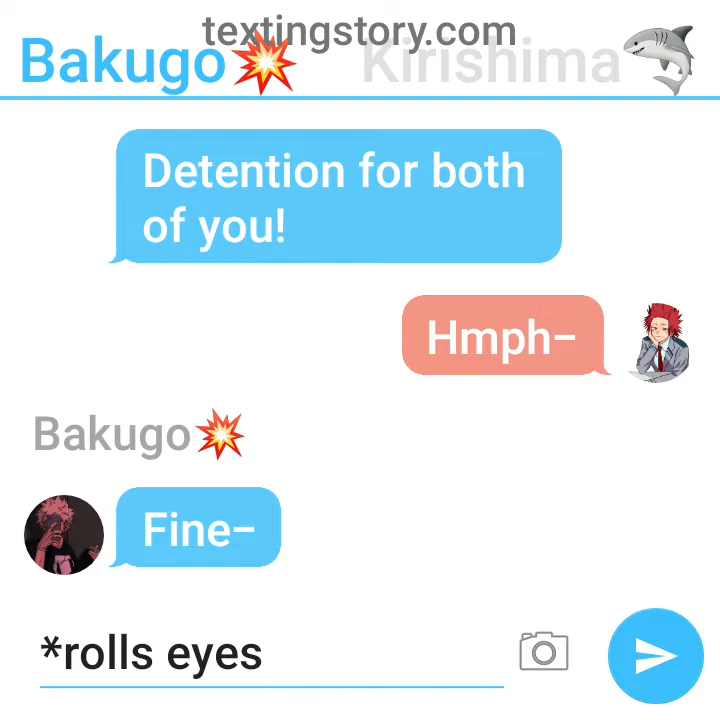 textingstory.com
Bakugo💥 Kirishima🦈
Detention for both
of you!
Hmph–
Bakugo💥
Fine–
*rolls eyes